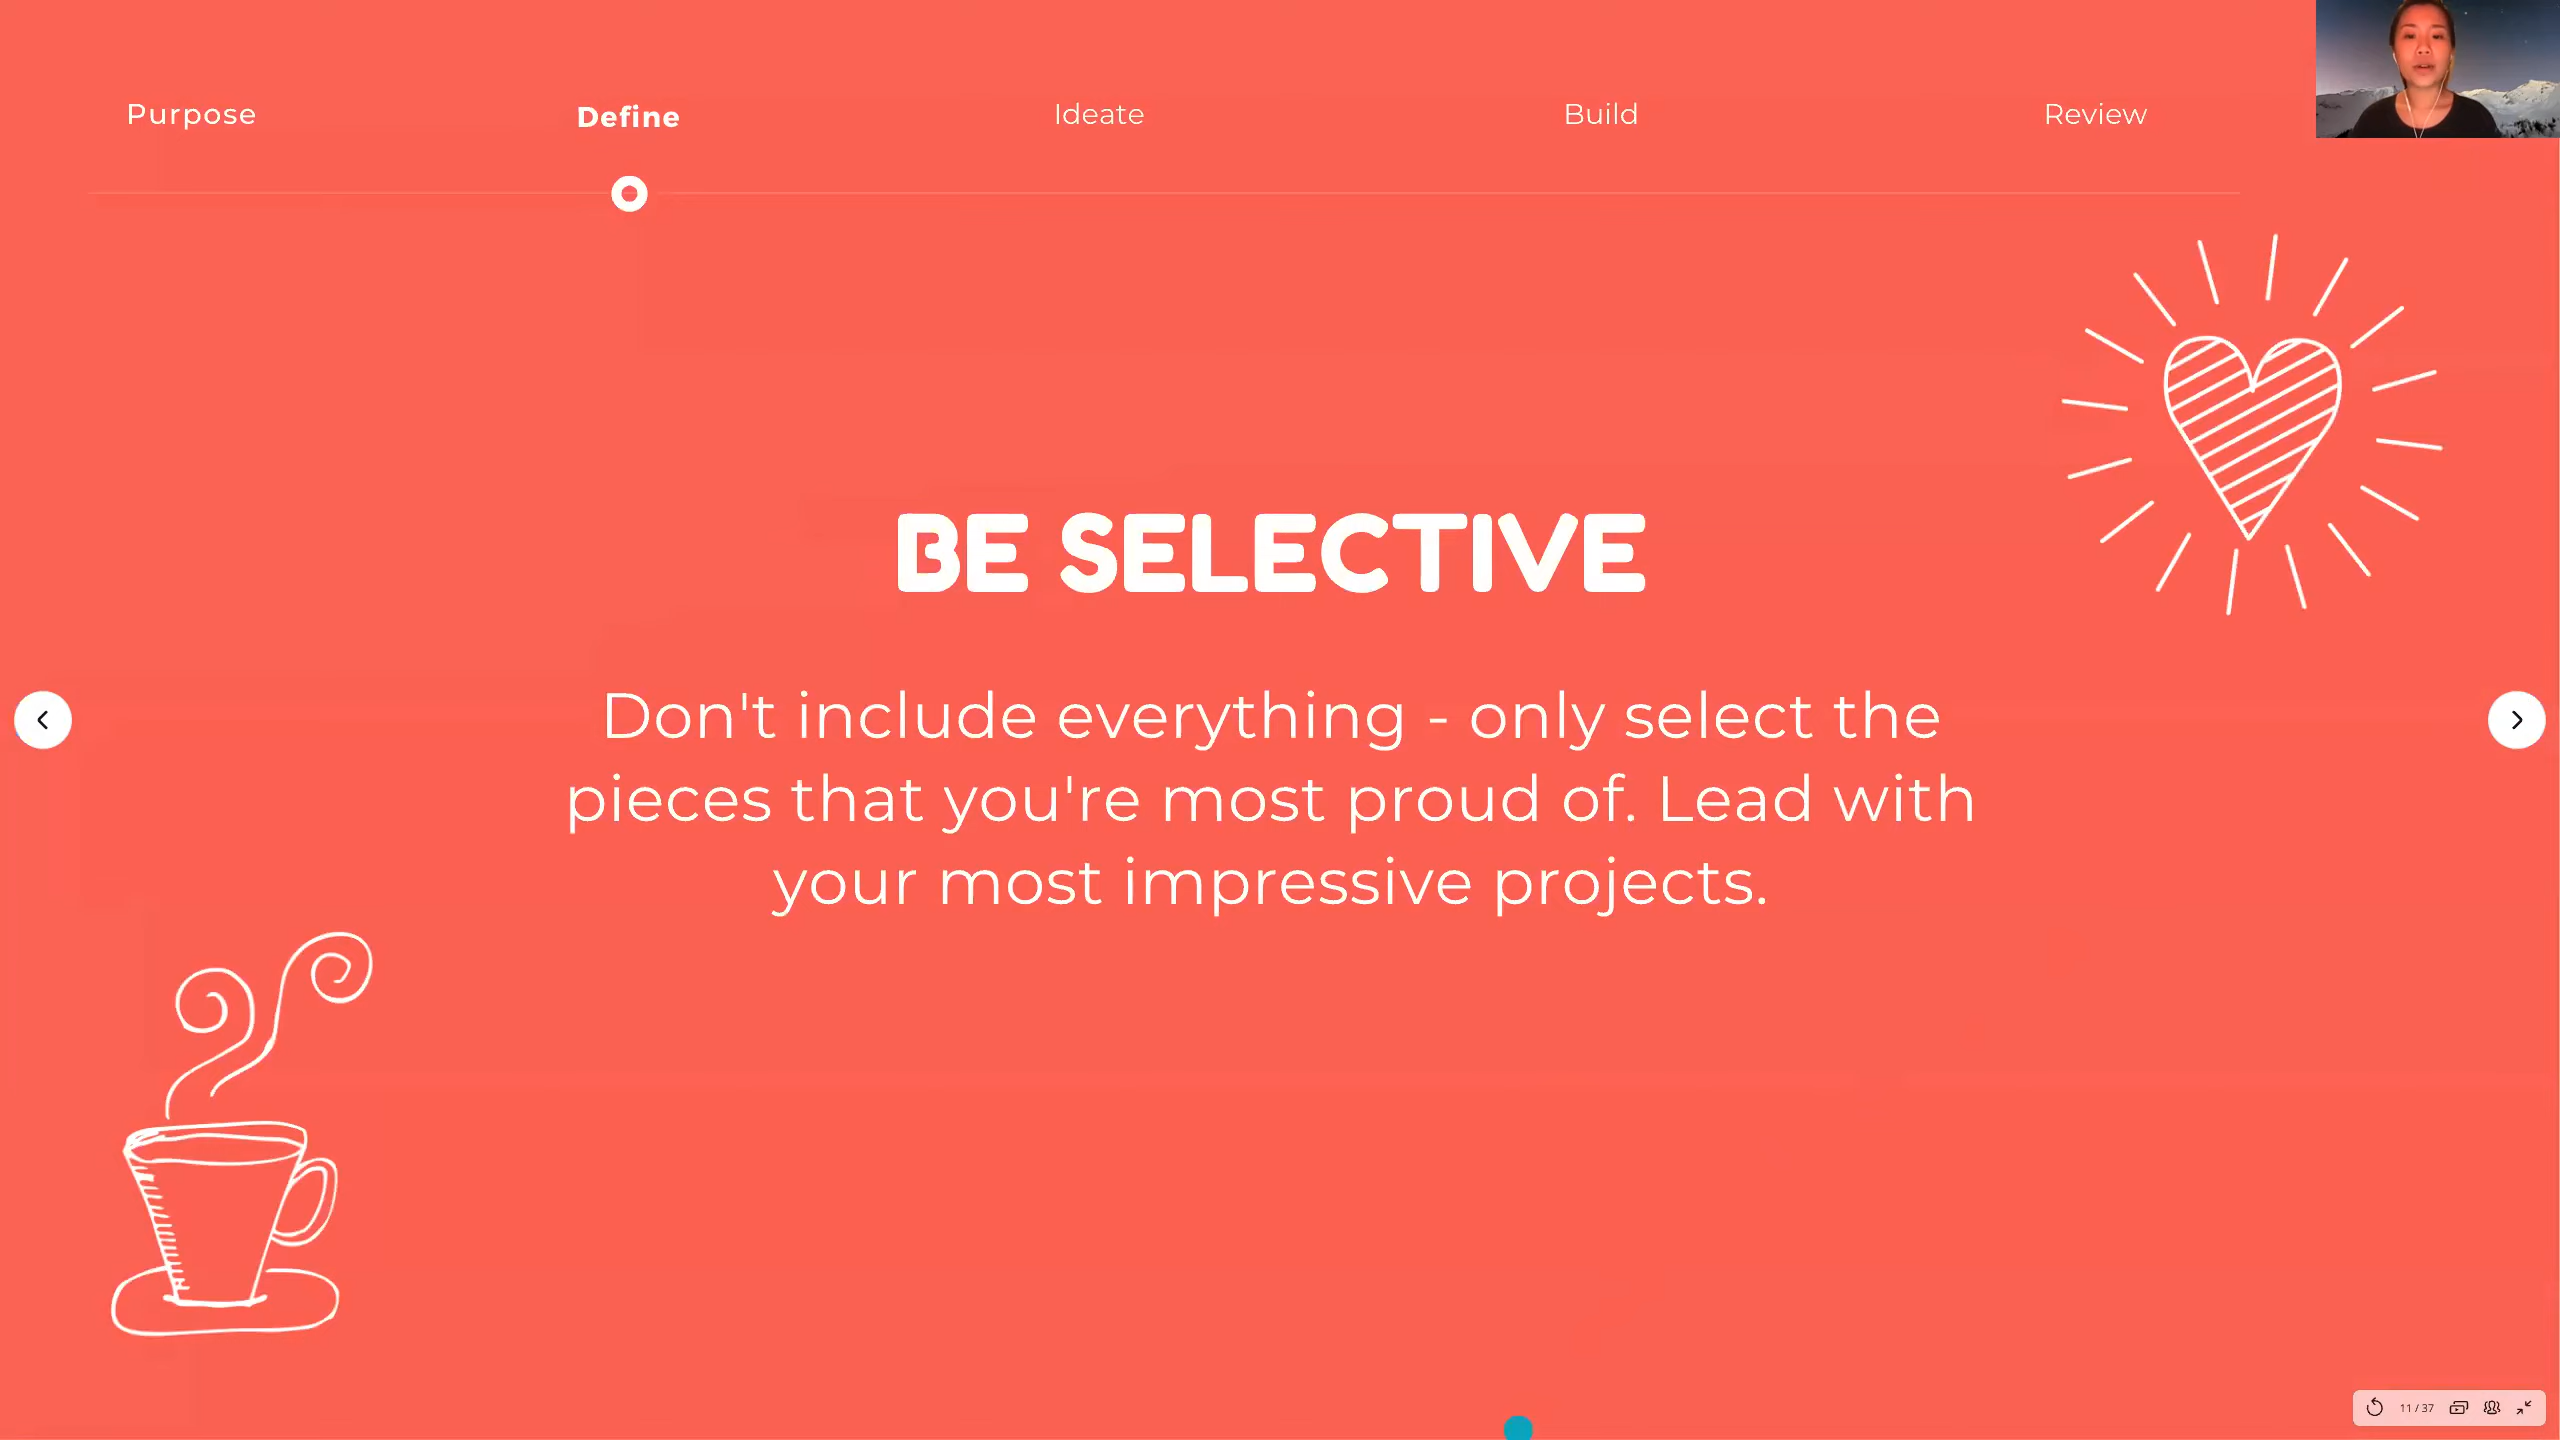 Purpose
Define
Ideate
Build
Review
BE SELECTIVE
Don't include everything - only select the
pieces that you're most proud of. Lead with
your most impressive projects.
11 / 37